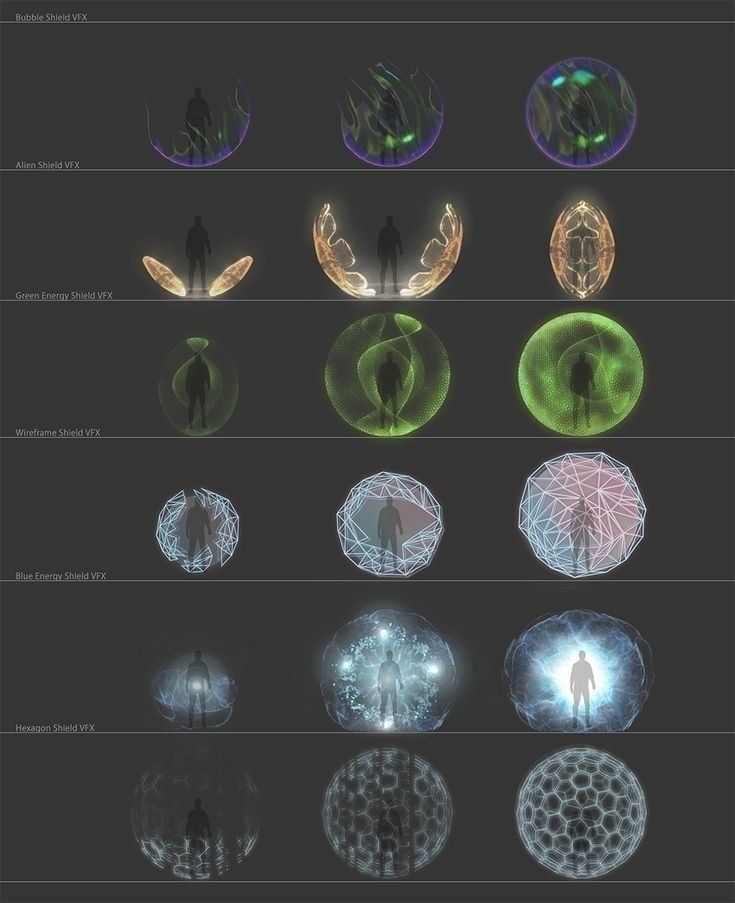 Bubble Shield VFX
Alien Shield VFX
Green Energy Shield VFX
Wireframe Shield VFX
Blue Energy Shield VFX
Hexagon Shield VFX